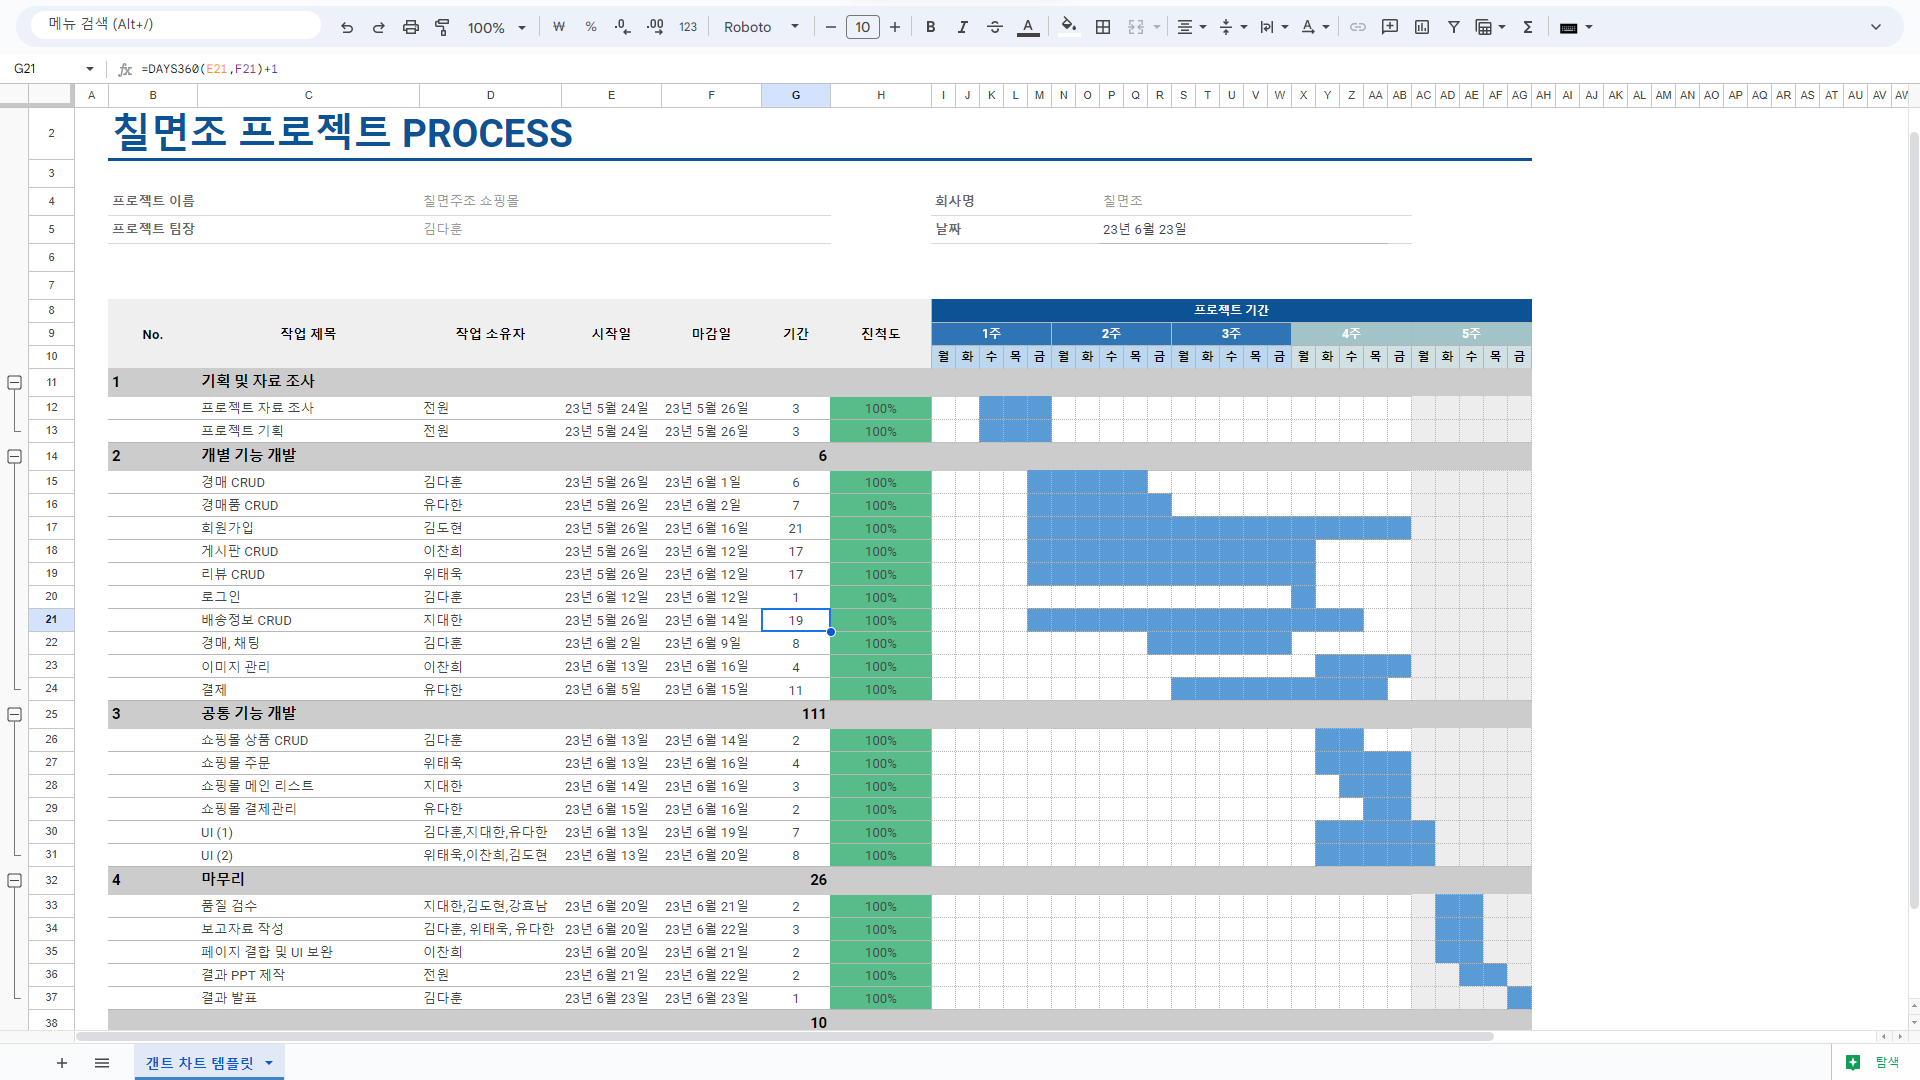 메뉴 검색 (Alt+/)
100%
₩ % .0 .00 123
Roboto
10
G21
=DAYS360(E21,F21)+1
A B C D E F G H I J K L M N O P Q R S T U V W X Y Z AA AB AC AD AE AF AG AH AI AJ AK AL AM AN AO AP AQ AR AS AT AU AV
2 칠면조 프로젝트 PROCESS
3
4 프로젝트 이름 칠면주조 쇼핑몰 회사명 칠면조
5 프로젝트 팀장 김다훈 날짜 23년 6월 23일
6
7
8 프로젝트 기간
9 No. 작업 제목 작업 소유자 시작일 마감일 기간 진척도 1주 2주 3주 4주 5주
10 월 화 수 목 금 월 화 수 목 금 월 화 수 목 금 월 화 수 목 금 월 화 수 목 금
11 1 기획 및 자료 조사
12 프로젝트 자료 조사 전원 23년 5월 24일 23년 5월 26일 3 100%
13 프로젝트 기획 전원 23년 5월 24일 23년 5월 26일 3 100%
14 2 개별 기능 개발 6
15 경매 CRUD 김다훈 23년 5월 26일 23년 6월 1일 6 100%
16 경매품 CRUD 유다한 23년 5월 26일 23년 6월 2일 7 100%
17 회원가입 김도현 23년 5월 26일 23년 6월 16일 21 100%
18 게시판 CRUD 이찬희 23년 5월 26일 23년 6월 12일 17 100%
19 리뷰 CRUD 위태욱 23년 5월 26일 23년 6월 12일 17 100%
20 로그인 김다훈 23년 6월 12일 23년 6월 12일 1 100%
21 배송정보 CRUD 지대한 23년 5월 26일 23년 6월 14일 19 100%
22 경매, 채팅 김다훈 23년 6월 2일 23년 6월 9일 8 100%
23 이미지 관리 이찬희 23년 6월 13일 23년 6월 16일 4 100%
24 결제 유다한 23년 6월 5일 23년 6월 15일 11 100%
25 3 공통 기능 개발 111
26 쇼핑몰 상품 CRUD 김다훈 23년 6월 13일 23년 6월 14일 2 100%
27 쇼핑몰 주문 위태욱 23년 6월 13일 23년 6월 16일 4 100%
28 쇼핑몰 메인 리스트 지대한 23년 6월 14일 23년 6월 16일 3 100%
29 쇼핑몰 결제관리 유다한 23년 6월 15일 23년 6월 16일 2 100%
30 UI (1) 김다훈,지대한,유다한 23년 6월 13일 23년 6월 19일 7 100%
31 UI (2) 위태욱,이찬희,김도현 23년 6월 13일 23년 6월 20일 8 100%
32 4 마무리 26
33 품질 검수 지대한,김도현,강효남 23년 6월 20일 23년 6월 21일 2 100%
34 보고자료 작성 김다훈, 위태욱, 유다한 23년 6월 20일 23년 6월 22일 3 100%
35 페이지 결합 및 UI 보완 이찬희 23년 6월 20일 23년 6월 21일 2 100%
36 결과 PPT 제작 전원 23년 6월 21일 23년 6월 22일 2 100%
37 결과 발표 김다훈 23년 6월 23일 23년 6월 23일 1 100%
38 10
갠트 차트 템플릿
탐색